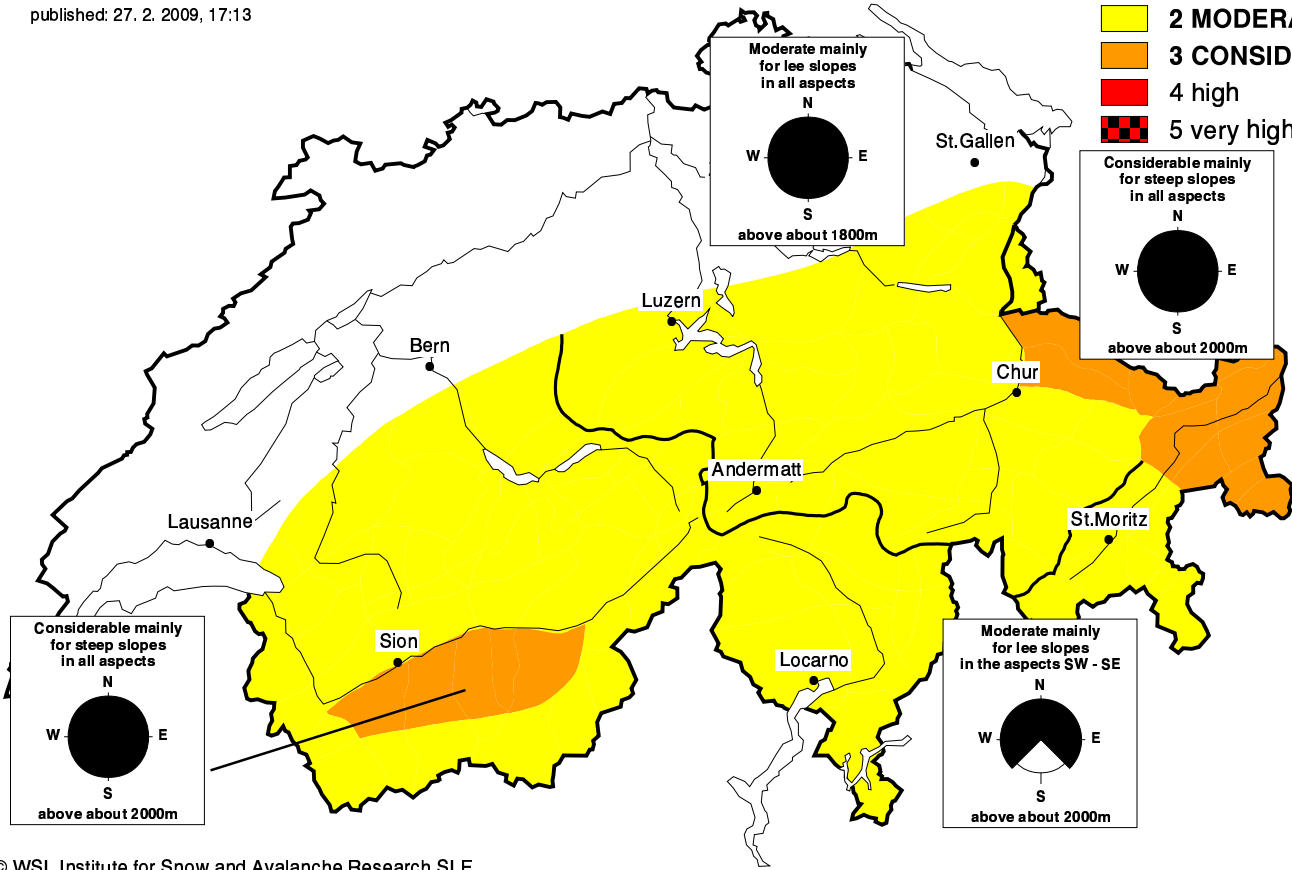 published: 27. 2. 2009, 17:13
2 MODERA
3 CONSID
4 high
5 very high
Moderate mainly
for lee slopes
in all aspects
N
W E
S
above about 1800m
St.Gallen
Considerable mainly
for steep slopes
in all aspects
N
W E
S
above about 2000m
Luzern
Bern
Chur
Andermatt
Lausanne
St.Moritz
Sion
Locarno
Considerable mainly
for steep slopes
in all aspects
N
W E
S
above about 2000m
Moderate mainly
for lee slopes
in the aspects SW - SE
N
W E
S
above about 2000m
© WSL Institute for Snow and Avalanche Research SLF